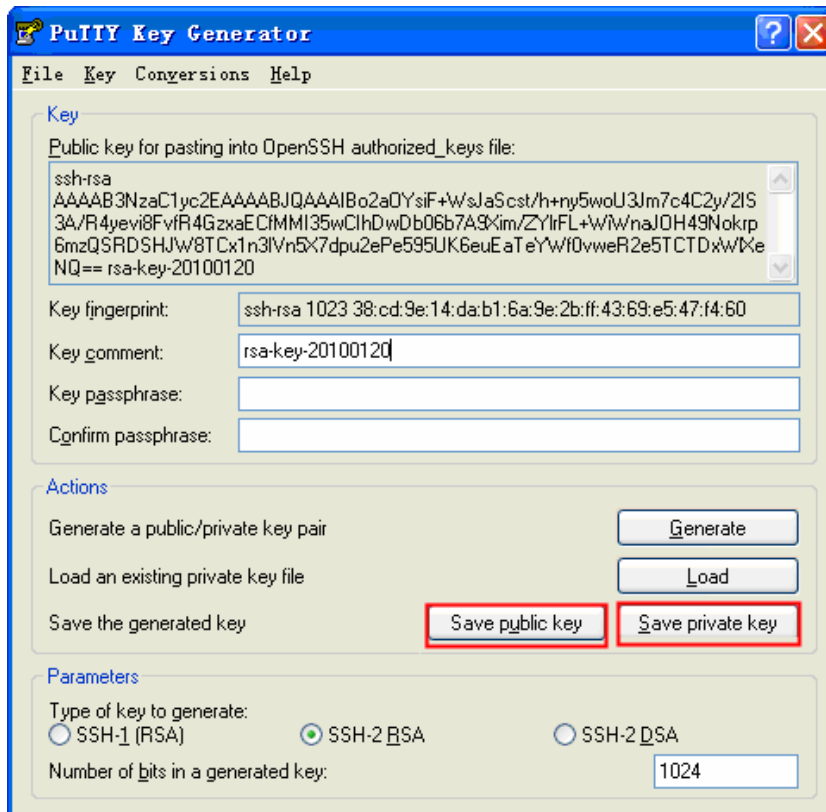 PuTTY Key Generator
File Key Conversions Help
Key
Public key for pasting into OpenSSH authorized_keys file:
ssh-rsa
AAAAB3NzaC1yc2EAAAABJQAAAIBo2aOYsiF+WsJaScst/h+ny5woU3Jm7c4C2y/2IS
3A/R4yevi8FvfR4GzxaECfMMI35wClhDwDb06b7A9Xim/ZYlrFL+WiWnaJOH49Nokrp
6mzQSRDSHJW8TCx1n3lVn5X7dpu2ePe595UK6euEaTeYWf0vweR2e5TCTDxWlXe
NQ== rsa-key-20100120
Key fingerprint: ssh-rsa 1023 38:cd:9e:14:da:b1:6a:9e:2b:ff:43:69:e5:47:f4:60
Key comment: rsa-key-20100120
Key passphrase:
Confirm passphrase:
Actions
Generate a public/private key pair Generate
Load an existing private key file Load
Save the generated key Save public key Save private key
Parameters
Type of key to generate:
SSH-1 (RSA) SSH-2 RSA SSH-2 DSA
Number of bits in a generated key: 1024